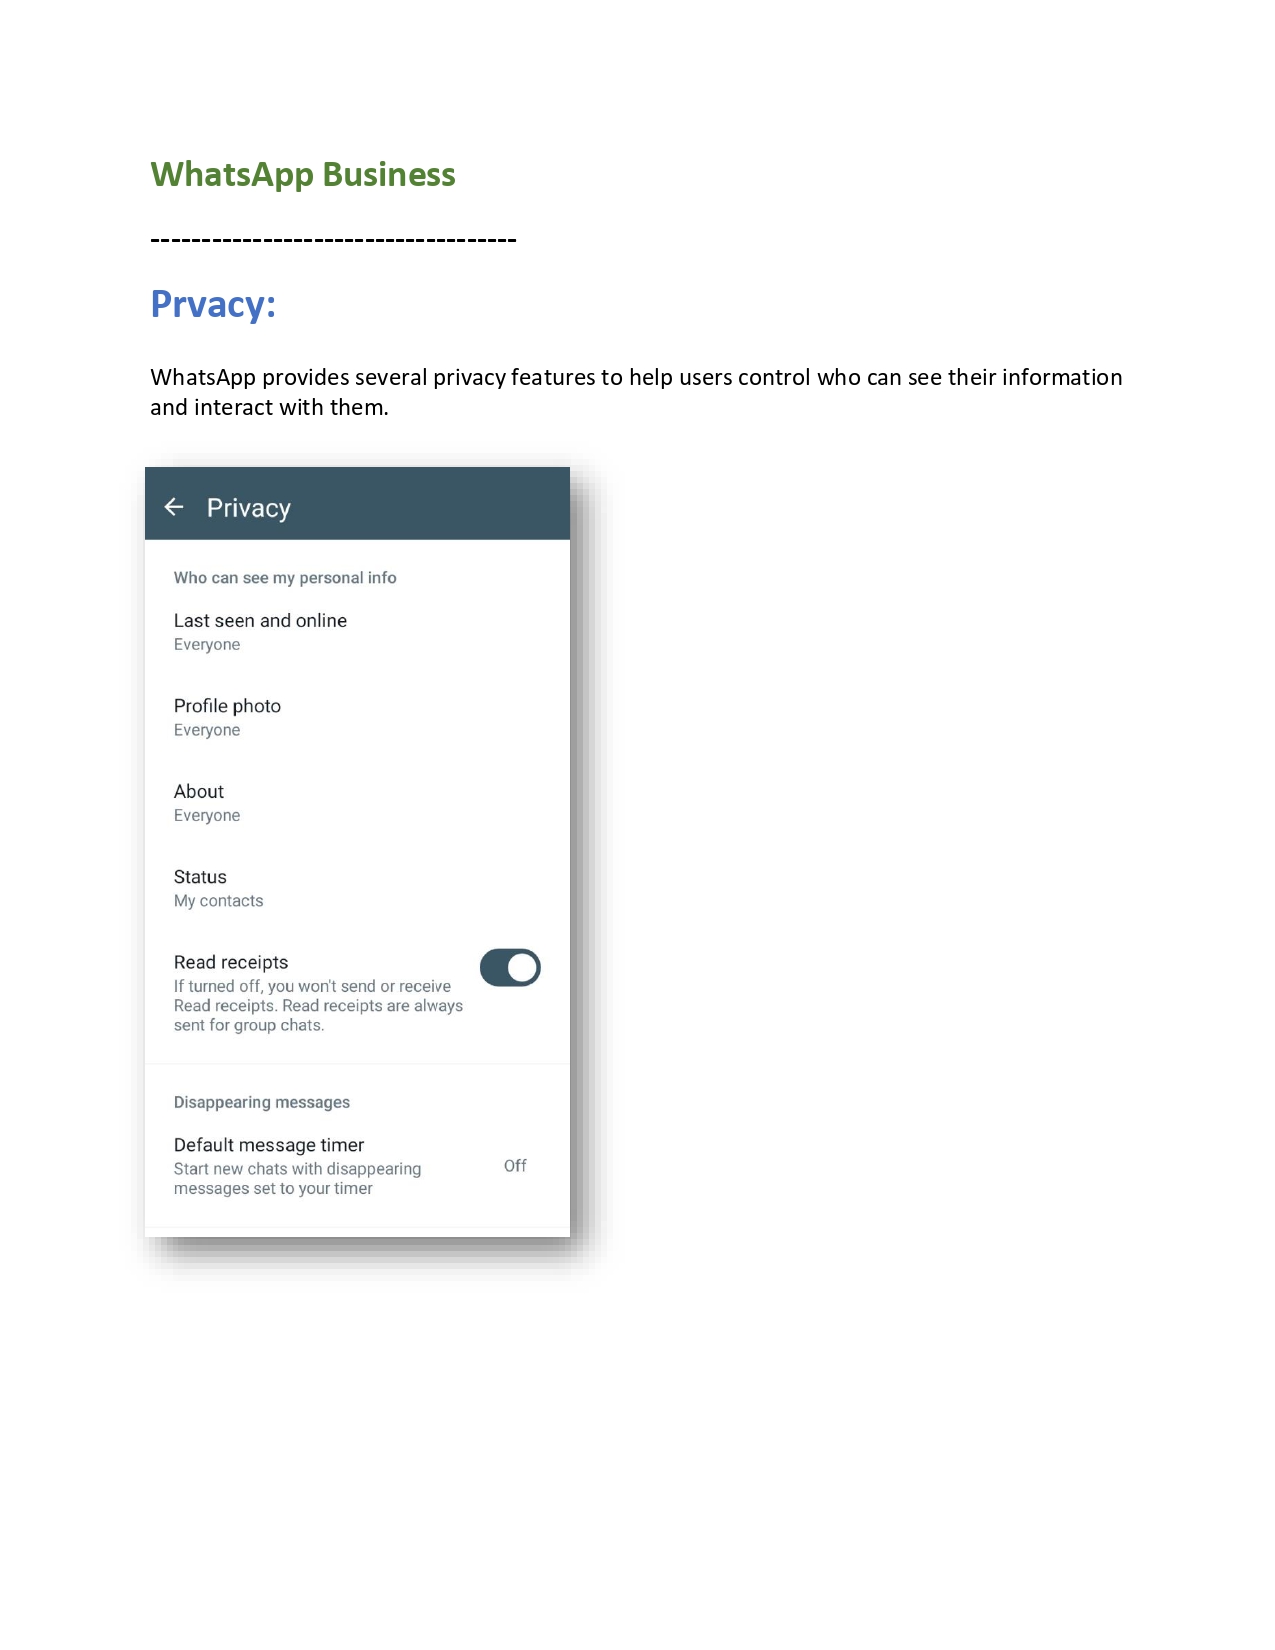 WhatsApp Business
------------------------------------
Prvacy:
WhatsApp provides several privacy features to help users control who can see their information
and interact with them.
Privacy
Who can see my personal info
Last seen and online
Everyone
Profile photo
Everyone
About
Everyone
Status
My contacts
Read receipts
If turned off, you won't send or receive
Read receipts. Read receipts are always
sent for group chats.
Disappearing messages
Default message timer
Start new chats with disappearing
Off
messages set to your timer